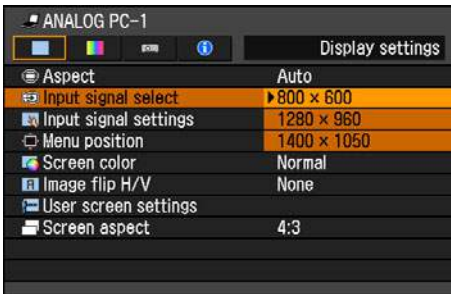 ANALOG PC-1
Display settings
Aspect Auto
Input signal select 800 × 600
Input signal settings 1280 × 960
Menu position 1400 × 1050
Screen color Normal
Image flip H/V None
User screen settings
Screen aspect 4:3